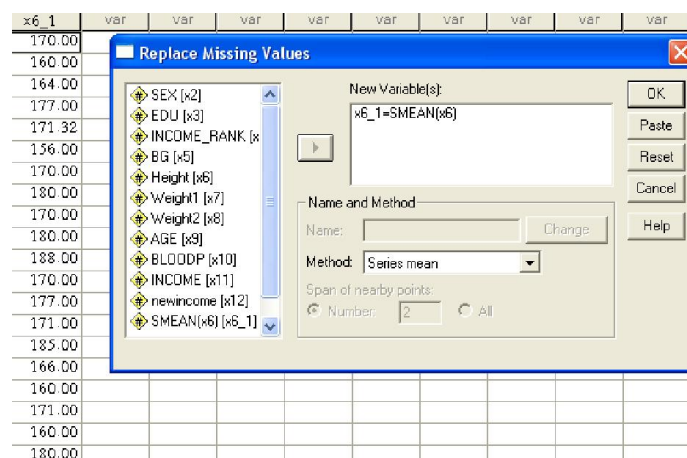 x6_1 var var var var var var var var
170.00
160.00
164.00
177.00
171.32
156.00
170.00
180.00
170.00
180.00
188.00
170.00
177.00
171.00
185.00
166.00
160.00
171.00
160.00
180.00
Replace Missing Values
SEX [x2]
EDU [x3]
INCOME_RANK [x
BG [x5]
Height [x6]
Weight1 [x7]
Weight2 [x8]
AGE [x9]
BLOODP [x10]
INCOME [x11]
newincome [x12]
SMEAN(x6) [x6_1]
New Variable(s):
x6_1=SMEAN(x6)
Name and Method
Name:
Change
Method: Series mean
Span of nearby points:
Number: 2 All
OK
Paste
Reset
Cancel
Help